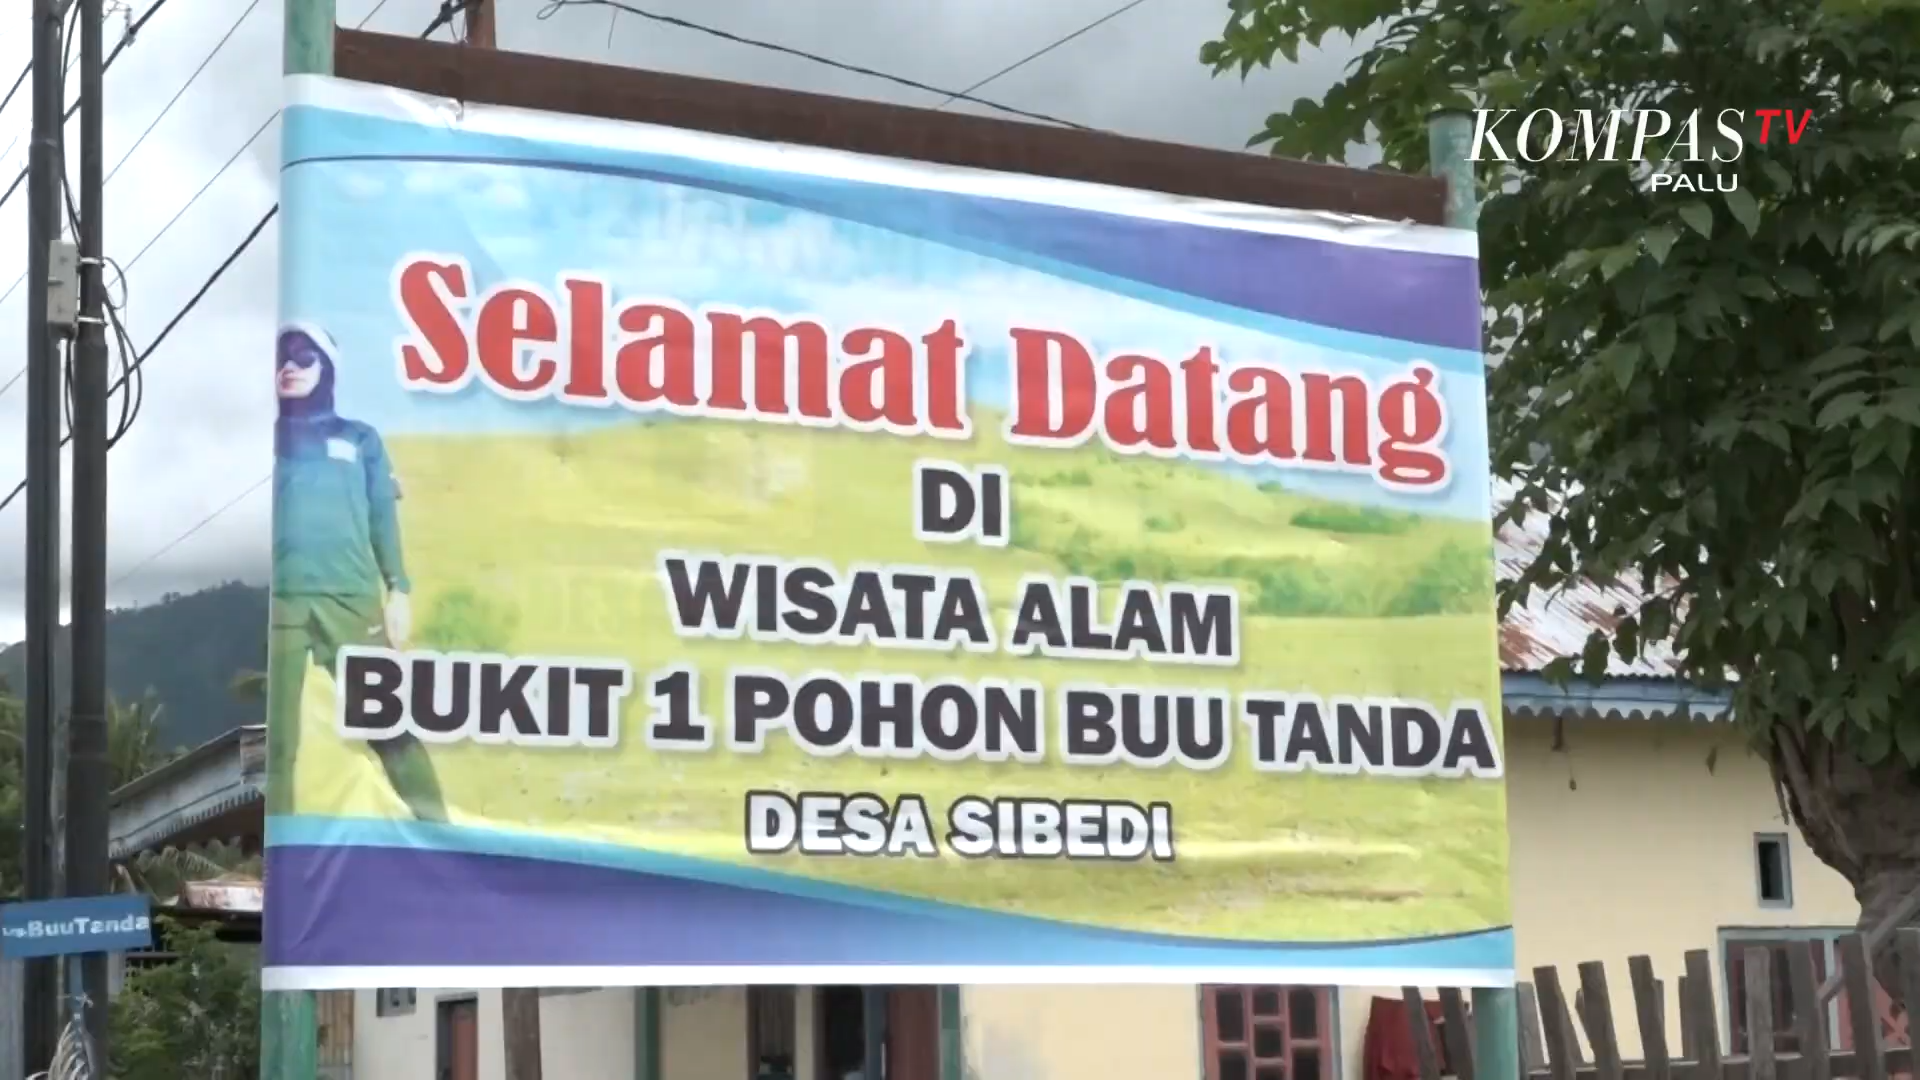 KOMPAS TV
PALU
Selamat Datang
DI
WISATA ALAM
BUKIT 1 POHON BUU TANDA
DESA SIBEDI
BuuTanda